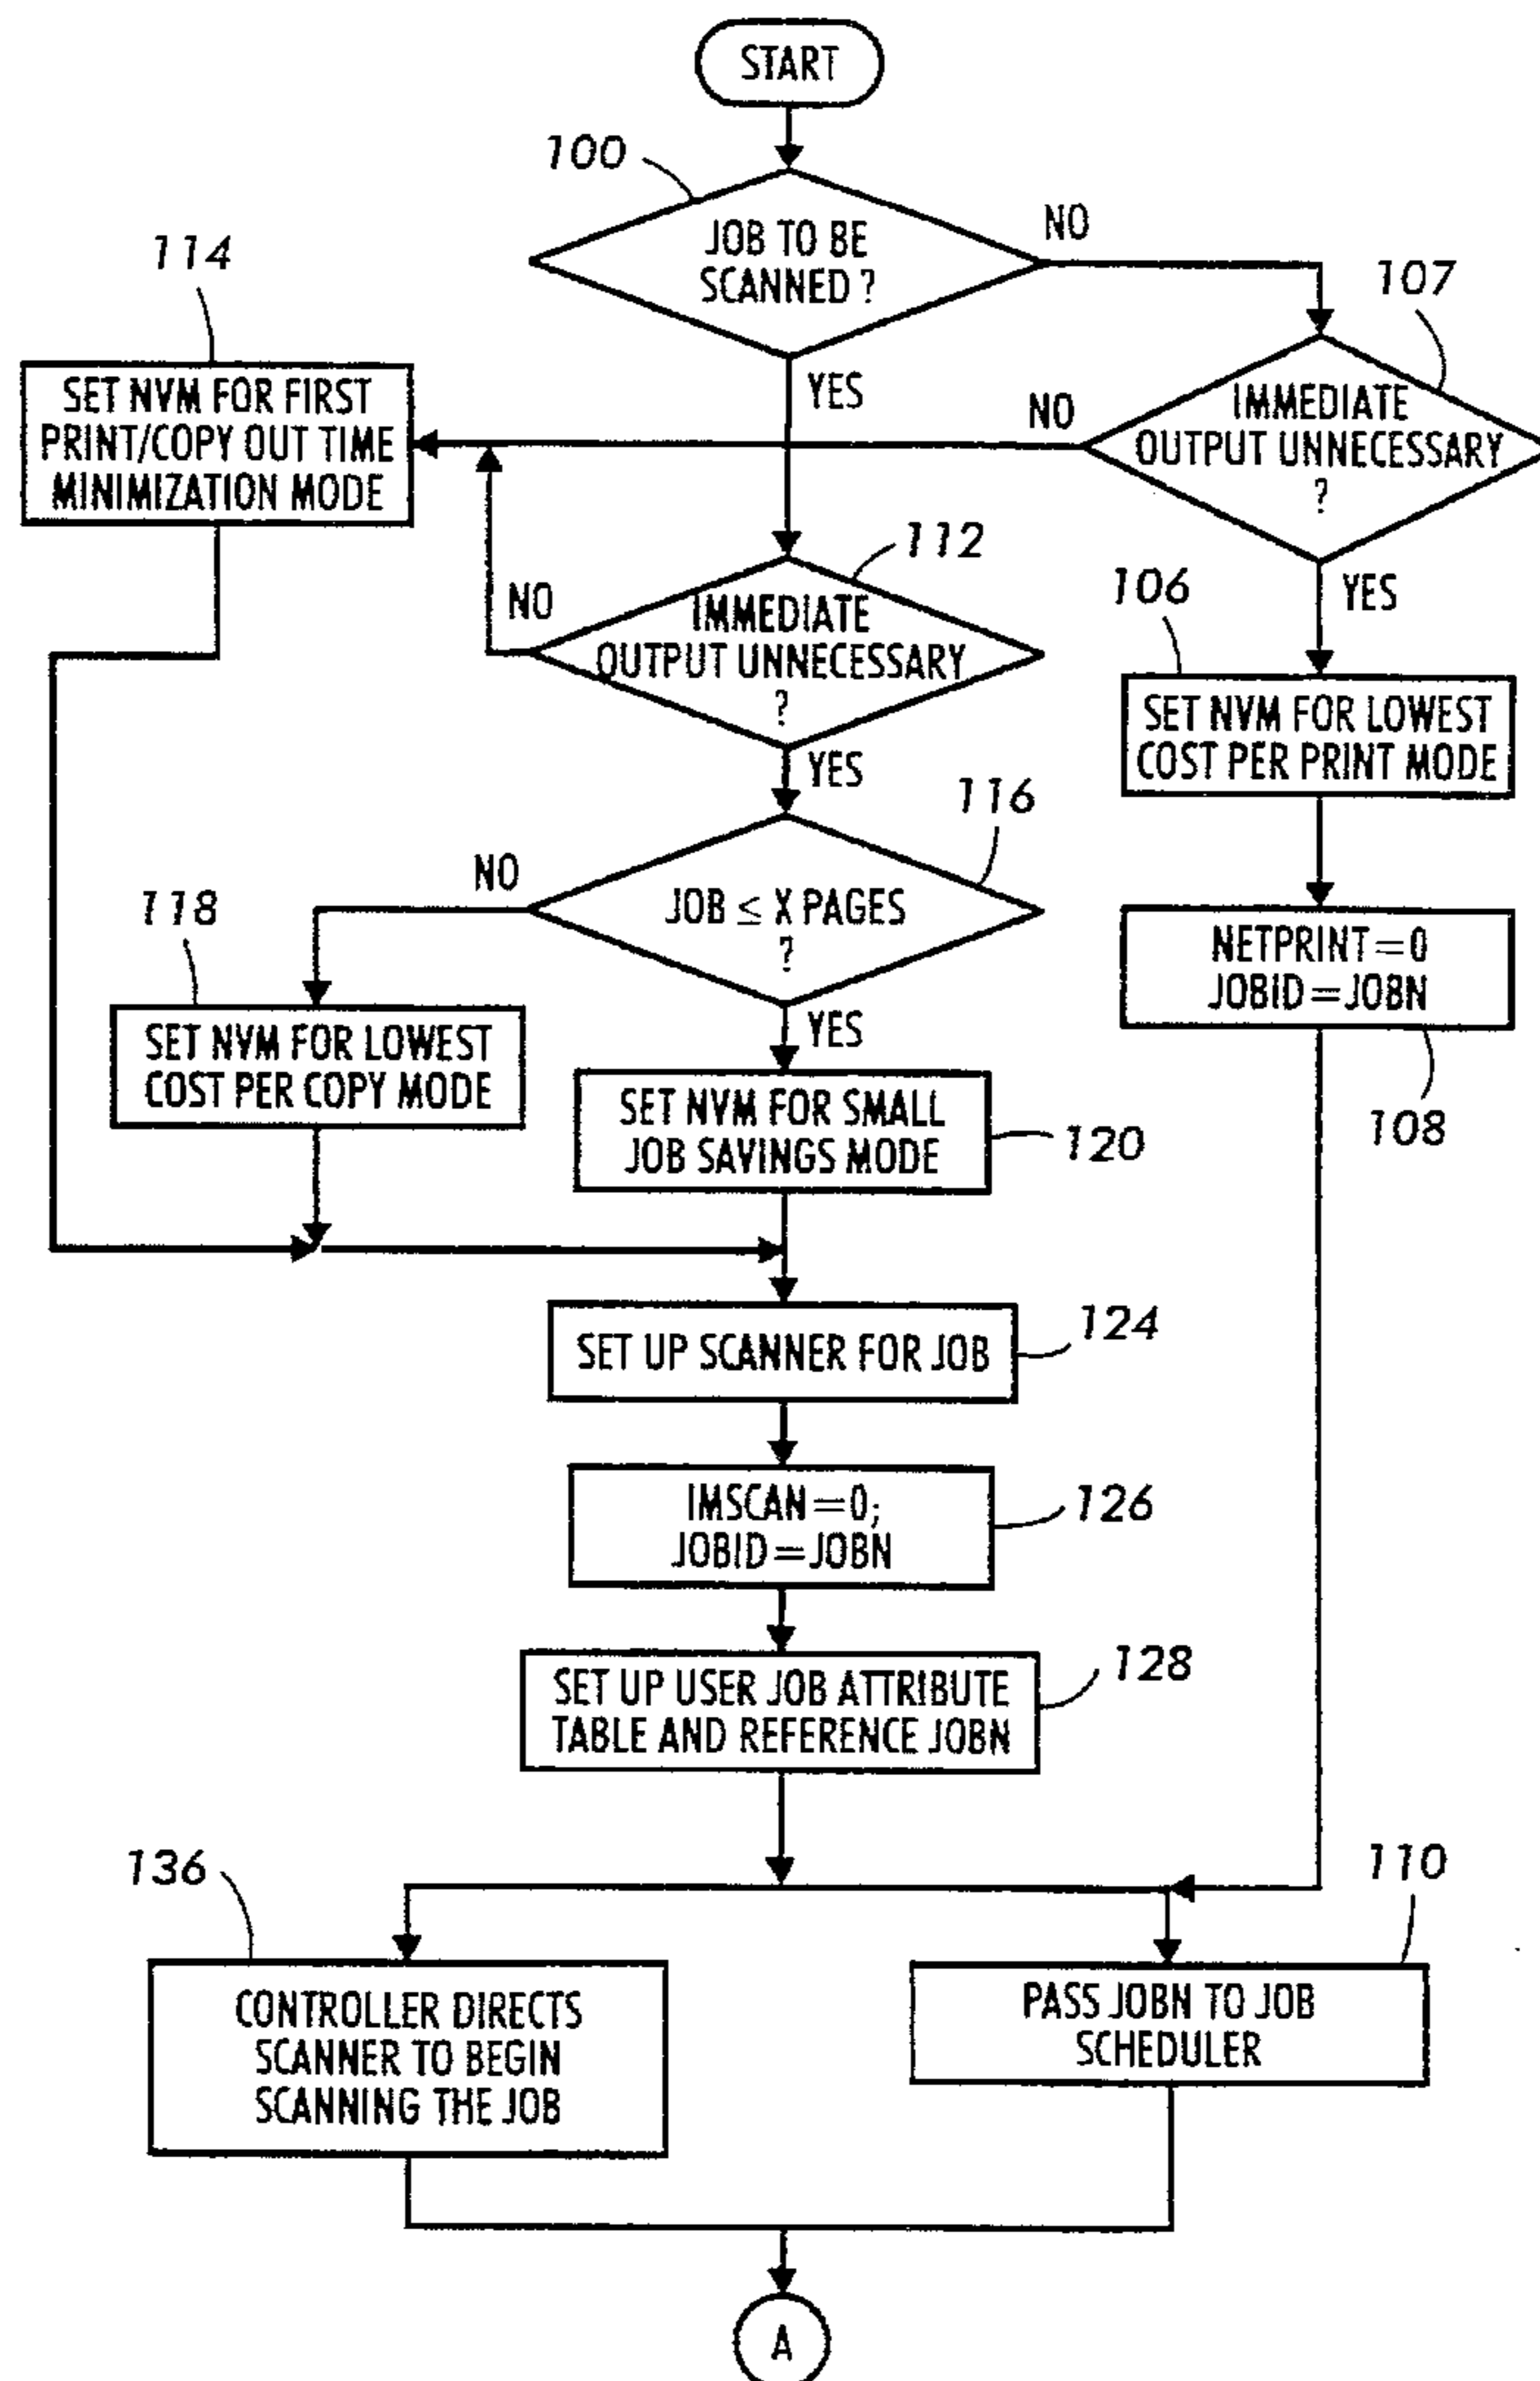 START
100
JOB TO BE
SCANNED ?
NO
107
114
SET NVM FOR FIRST
PRINT/COPY OUT TIME
MINIMIZATION MODE
YES
NO
IMMEDIATE
OUTPUT UNNECESSARY
?
112
NO
IMMEDIATE
OUTPUT UNNECESSARY
?
YES
106
SET NVM FOR LOWEST
COST PER PRINT MODE
YES
116
NO
JOB ≤ X PAGES
?
118
NETPRINT=0
JOBID=JOBN
108
YES
SET NVM FOR LOWEST
COST PER COPY MODE
SET NVM FOR SMALL
JOB SAVINGS MODE
120
SET UP SCANNER FOR JOB
124
IMSCAN=0;
JOBID=JOBN
126
SET UP USER JOB ATTRIBUTE
TABLE AND REFERENCE JOBN
128
136
110
CONTROLLER DIRECTS
SCANNER TO BEGIN
SCANNING THE JOB
PASS JOBN TO JOB
SCHEDULER
A